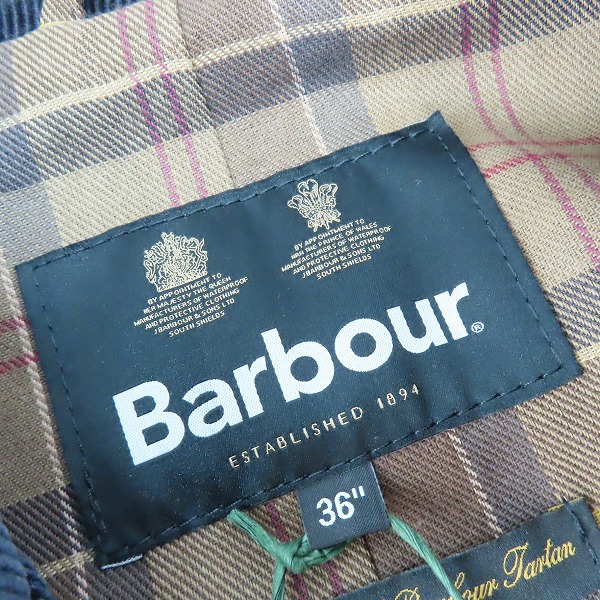 BY APPOINTMENT TO
HER MAJESTY THE QUEEN
MANUFACTURERS OF WATERPROOF
AND PROTECTIVE CLOTHING
J.BARBOUR & SONS LTD
SOUTH SHIELDS
BY APPOINTMENT TO
HRH THE PRINCE OF WALES
MANUFACTURERS OF WATERPROOF
AND PROTECTIVE CLOTHING
J.BARBOUR & SONS LTD
SOUTH SHIELDS
Barbour®
ESTABLISHED 1894
36"
Barbour Tartan